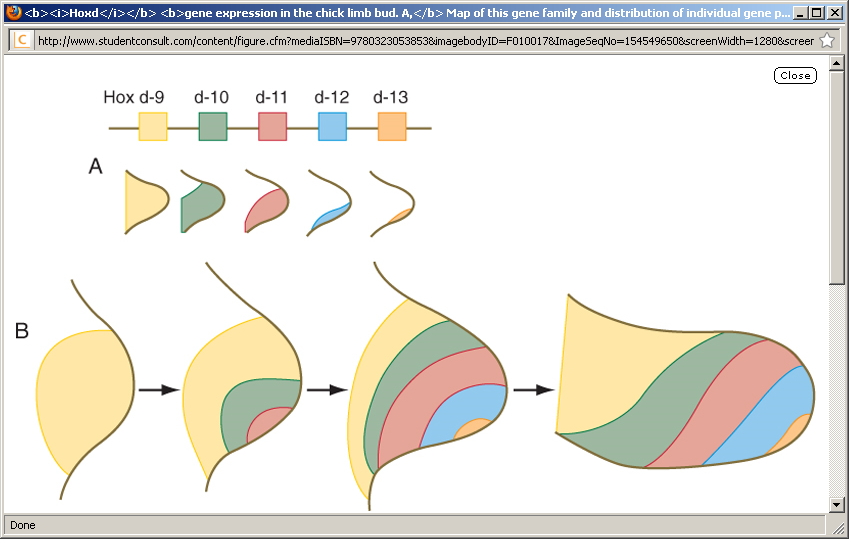 <b><i>Hoxd</i></b> <b>gene expression in the chick limb bud. A,</b> Map of this gene family and distribution of individual gene p...
C http://www.studentconsult.com/content/figure.cfm?mediaISBN=9780323053853&imagebodyID=F010017&ImageSeqNo=154549650&screenWidth=1280&screer
Close
Hox d-9 d-10 d-11 d-12 d-13
A
B
Done